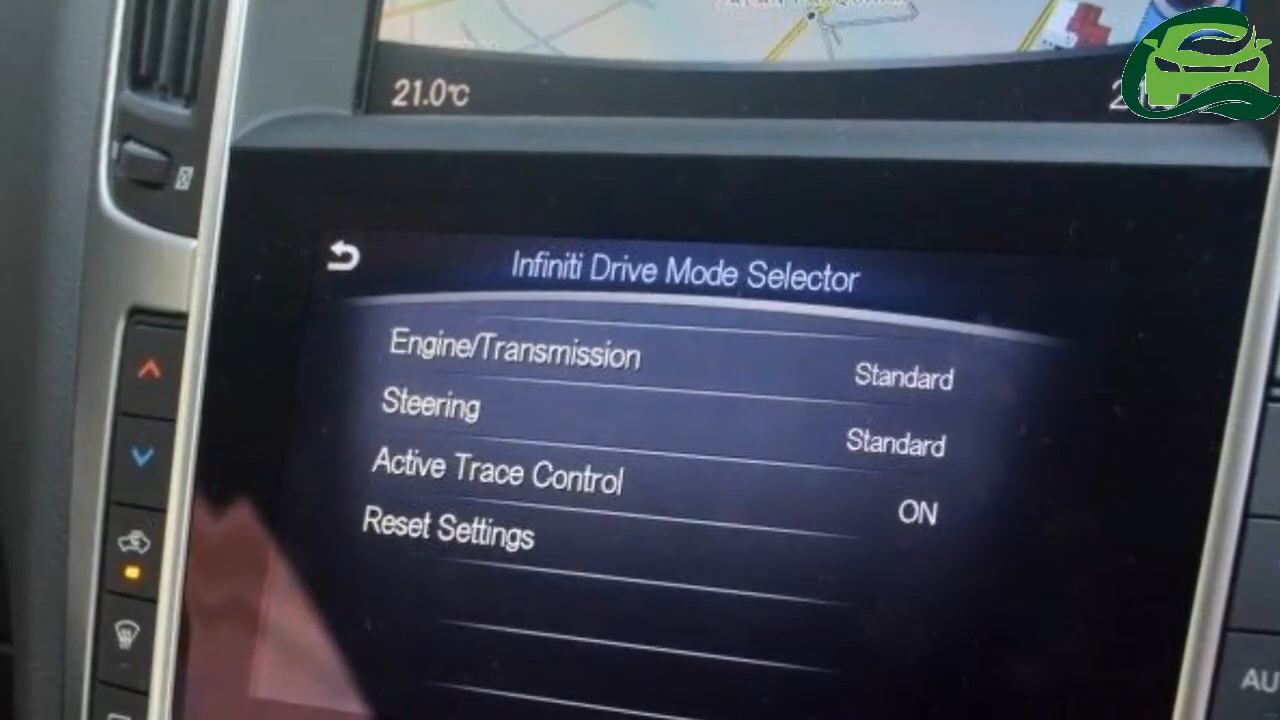 21.0°C
Infiniti Drive Mode Selector
Engine/Transmission Standard
Steering Standard
Active Trace Control ON
Reset Settings